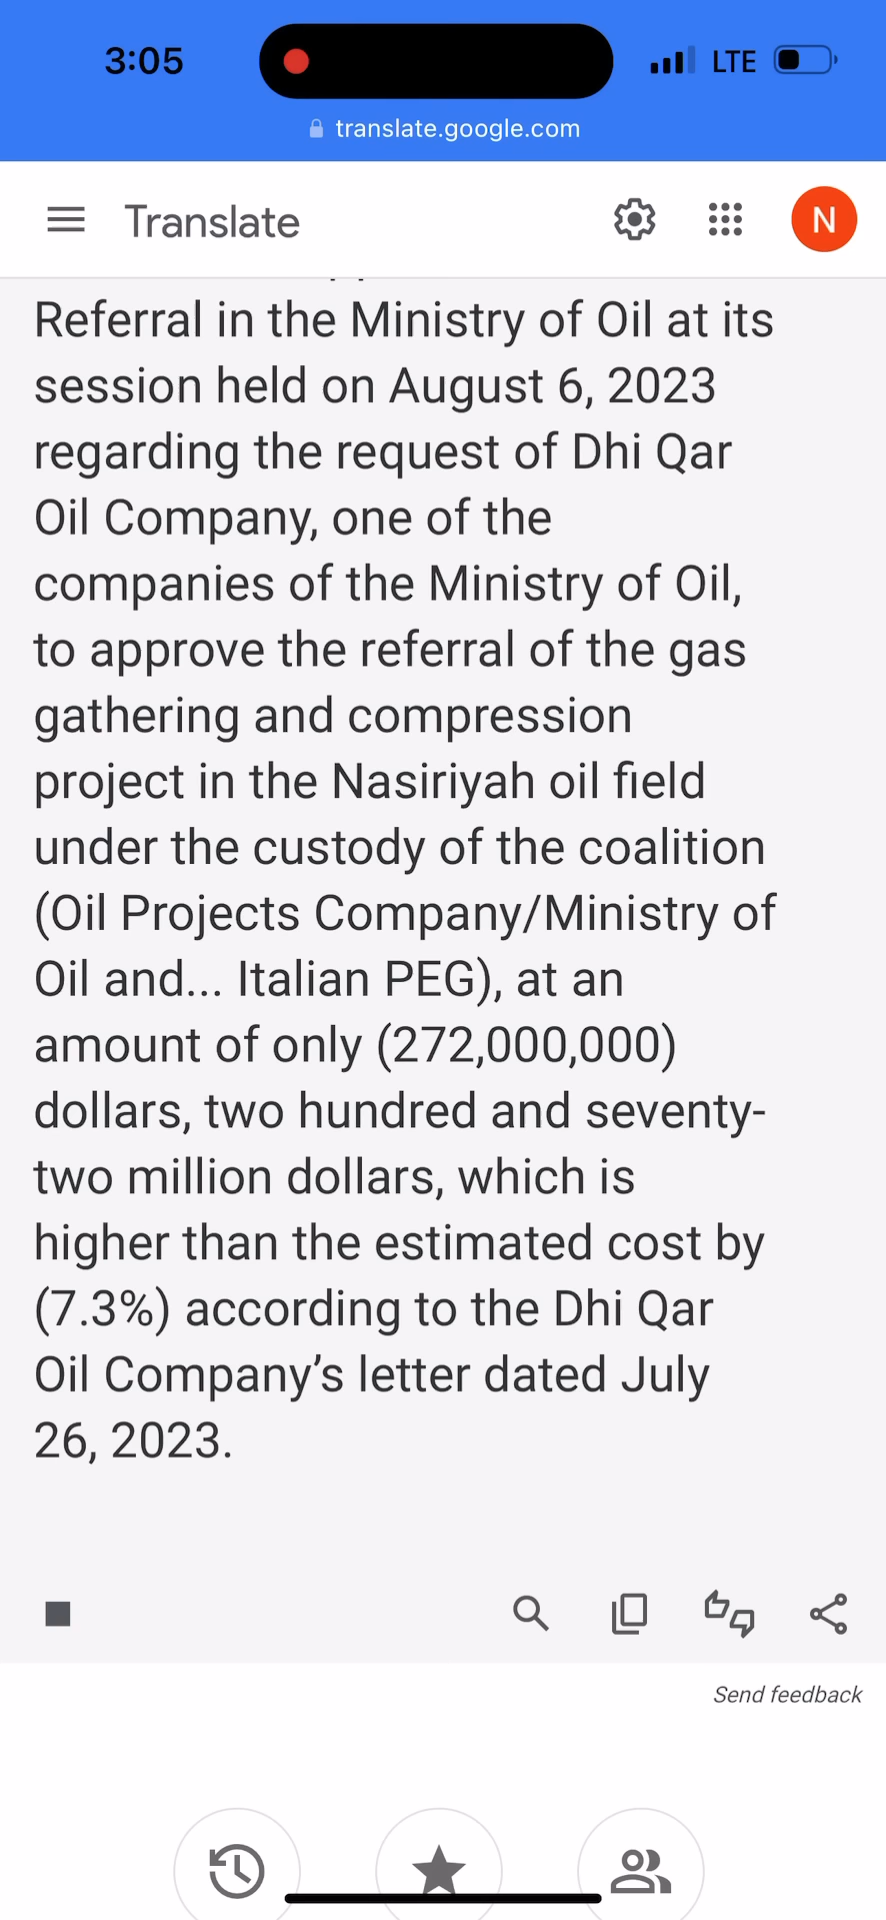 3:05
LTE
translate.google.com
Translate
N
Referral in the Ministry of Oil at its
session held on August 6, 2023
regarding the request of Dhi Qar
Oil Company, one of the
companies of the Ministry of Oil,
to approve the referral of the gas
gathering and compression
project in the Nasiriyah oil field
under the custody of the coalition
(Oil Projects Company/Ministry of
Oil and... Italian PEG), at an
amount of only (272,000,000)
dollars, two hundred and seventy-
two million dollars, which is
higher than the estimated cost by
(7.3%) according to the Dhi Qar
Oil Company’s letter dated July
26, 2023.
Send feedback